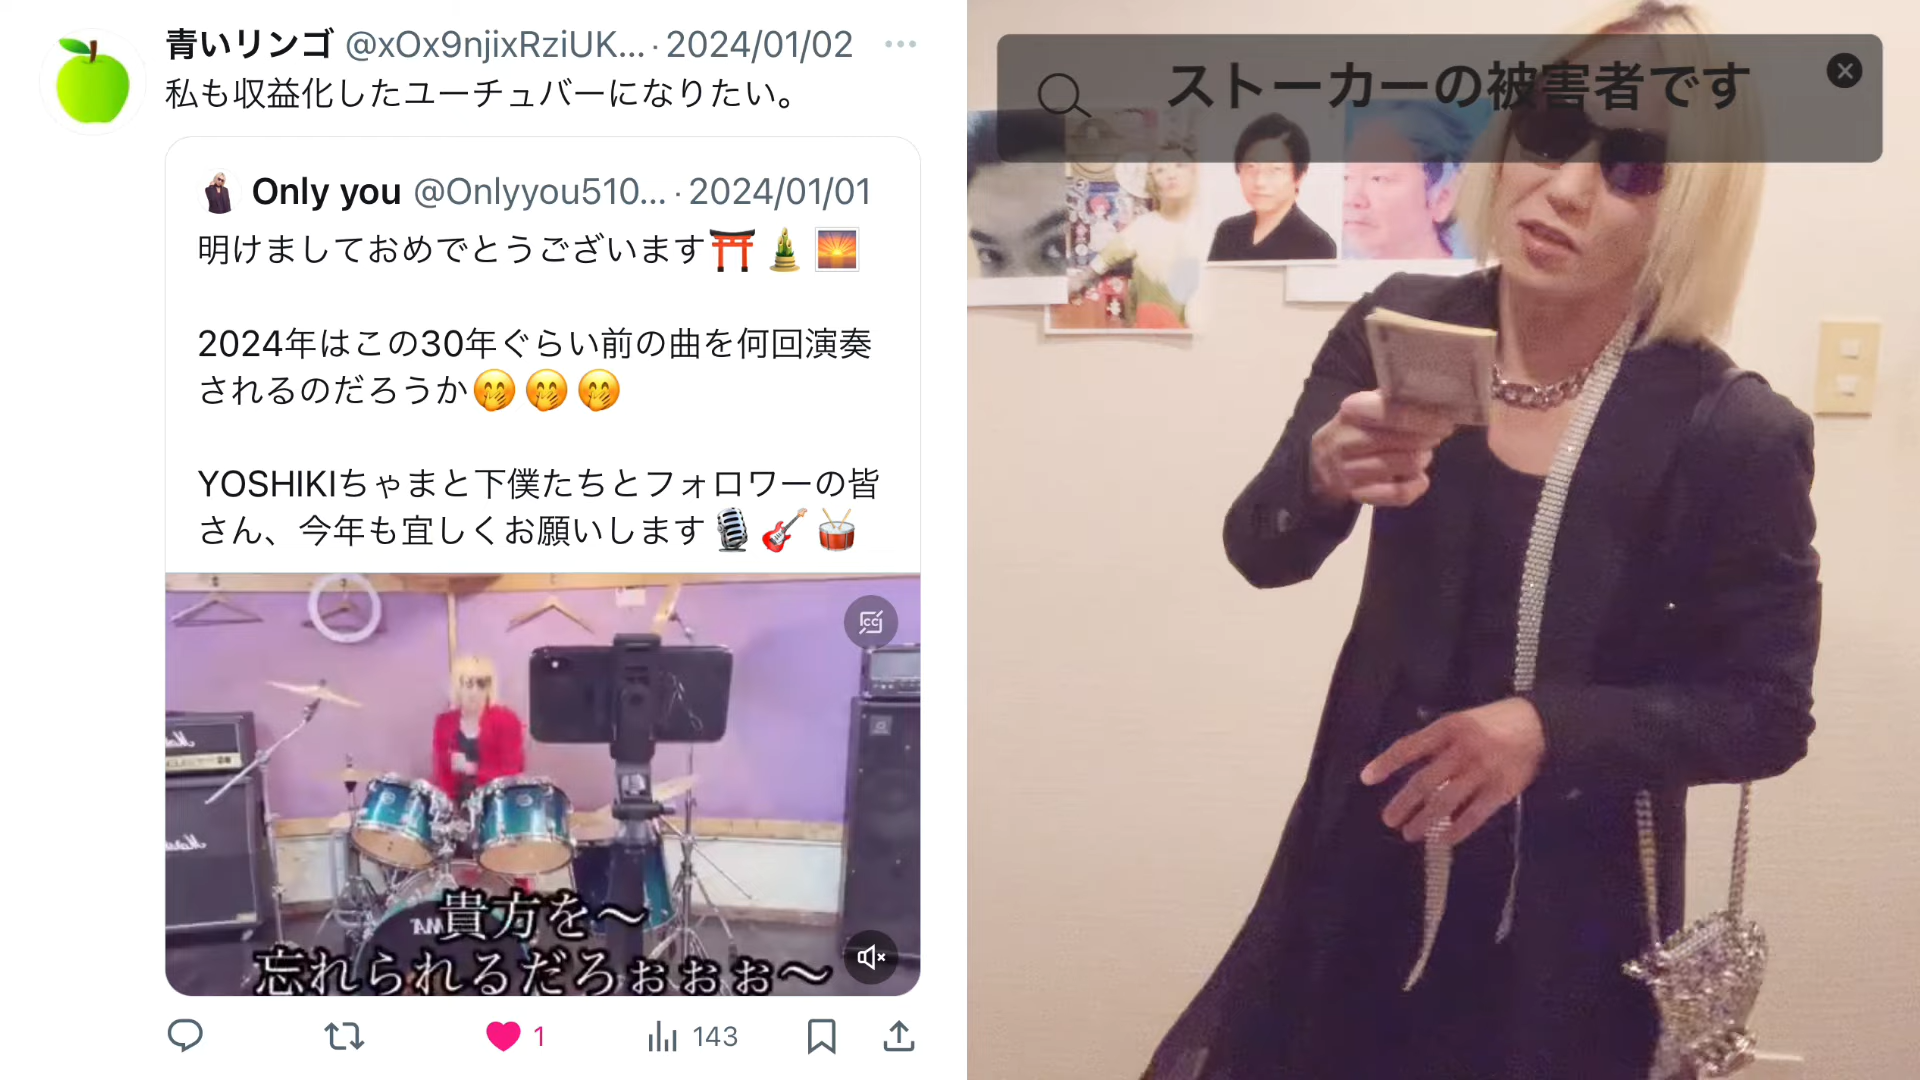 青いリンゴ @xOx9njixRziUK... · 2024/01/02
私も収益化したユーチュバーになりたい。
Only you @Onlyyou510... · 2024/01/01
明けましておめでとうございます⛩️🎍🌅
2024年はこの30年ぐらい前の曲を何回演奏
されるのだろうか🤭🤭🤭
YOSHIKIちゃまと下僕たちとフォロワーの皆
さん、今年も宜しくお願いします🎙️🎸🥁
貴方を〜
忘れられるだろぉぉぉ〜
1
143
ストーカーの被害者です